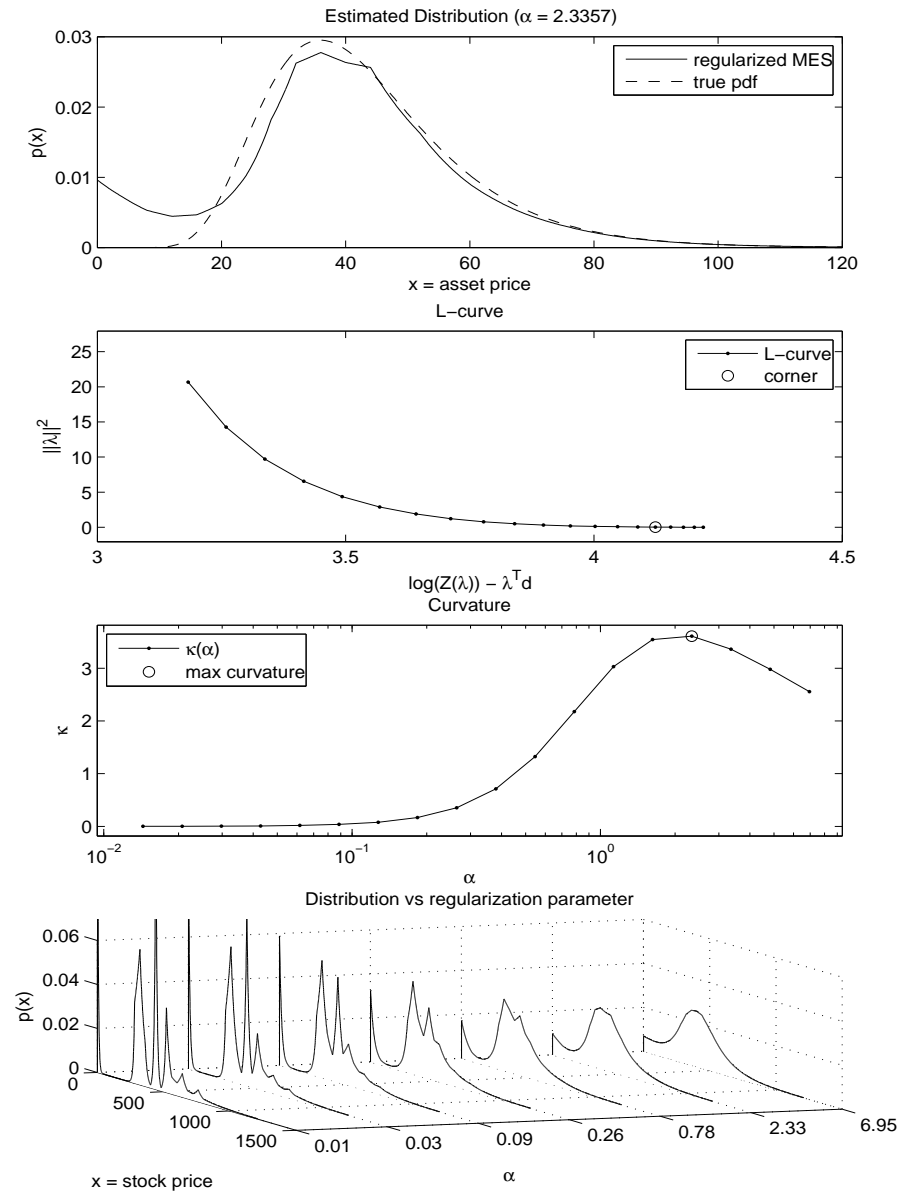 Estimated Distribution (α = 2.3357)
0.03
0.02
0.01
0
p(x)
regularized MES
true pdf
0 20 40 60 80 100 120
x = asset price
L−curve
25
20
15
10
5
0
||λ||²
L−curve
corner
3 3.5 4 4.5
log(Z(λ)) − λᵀd
Curvature
3
2
1
0
κ
κ(α)
max curvature
10⁻² 10⁻¹ 10⁰
α
Distribution vs regularization parameter
0.06
0.04
0.02
0
p(x)
0
500
1000
1500
0.01 0.03 0.09 0.26 0.78 2.33 6.95
x = stock price
α